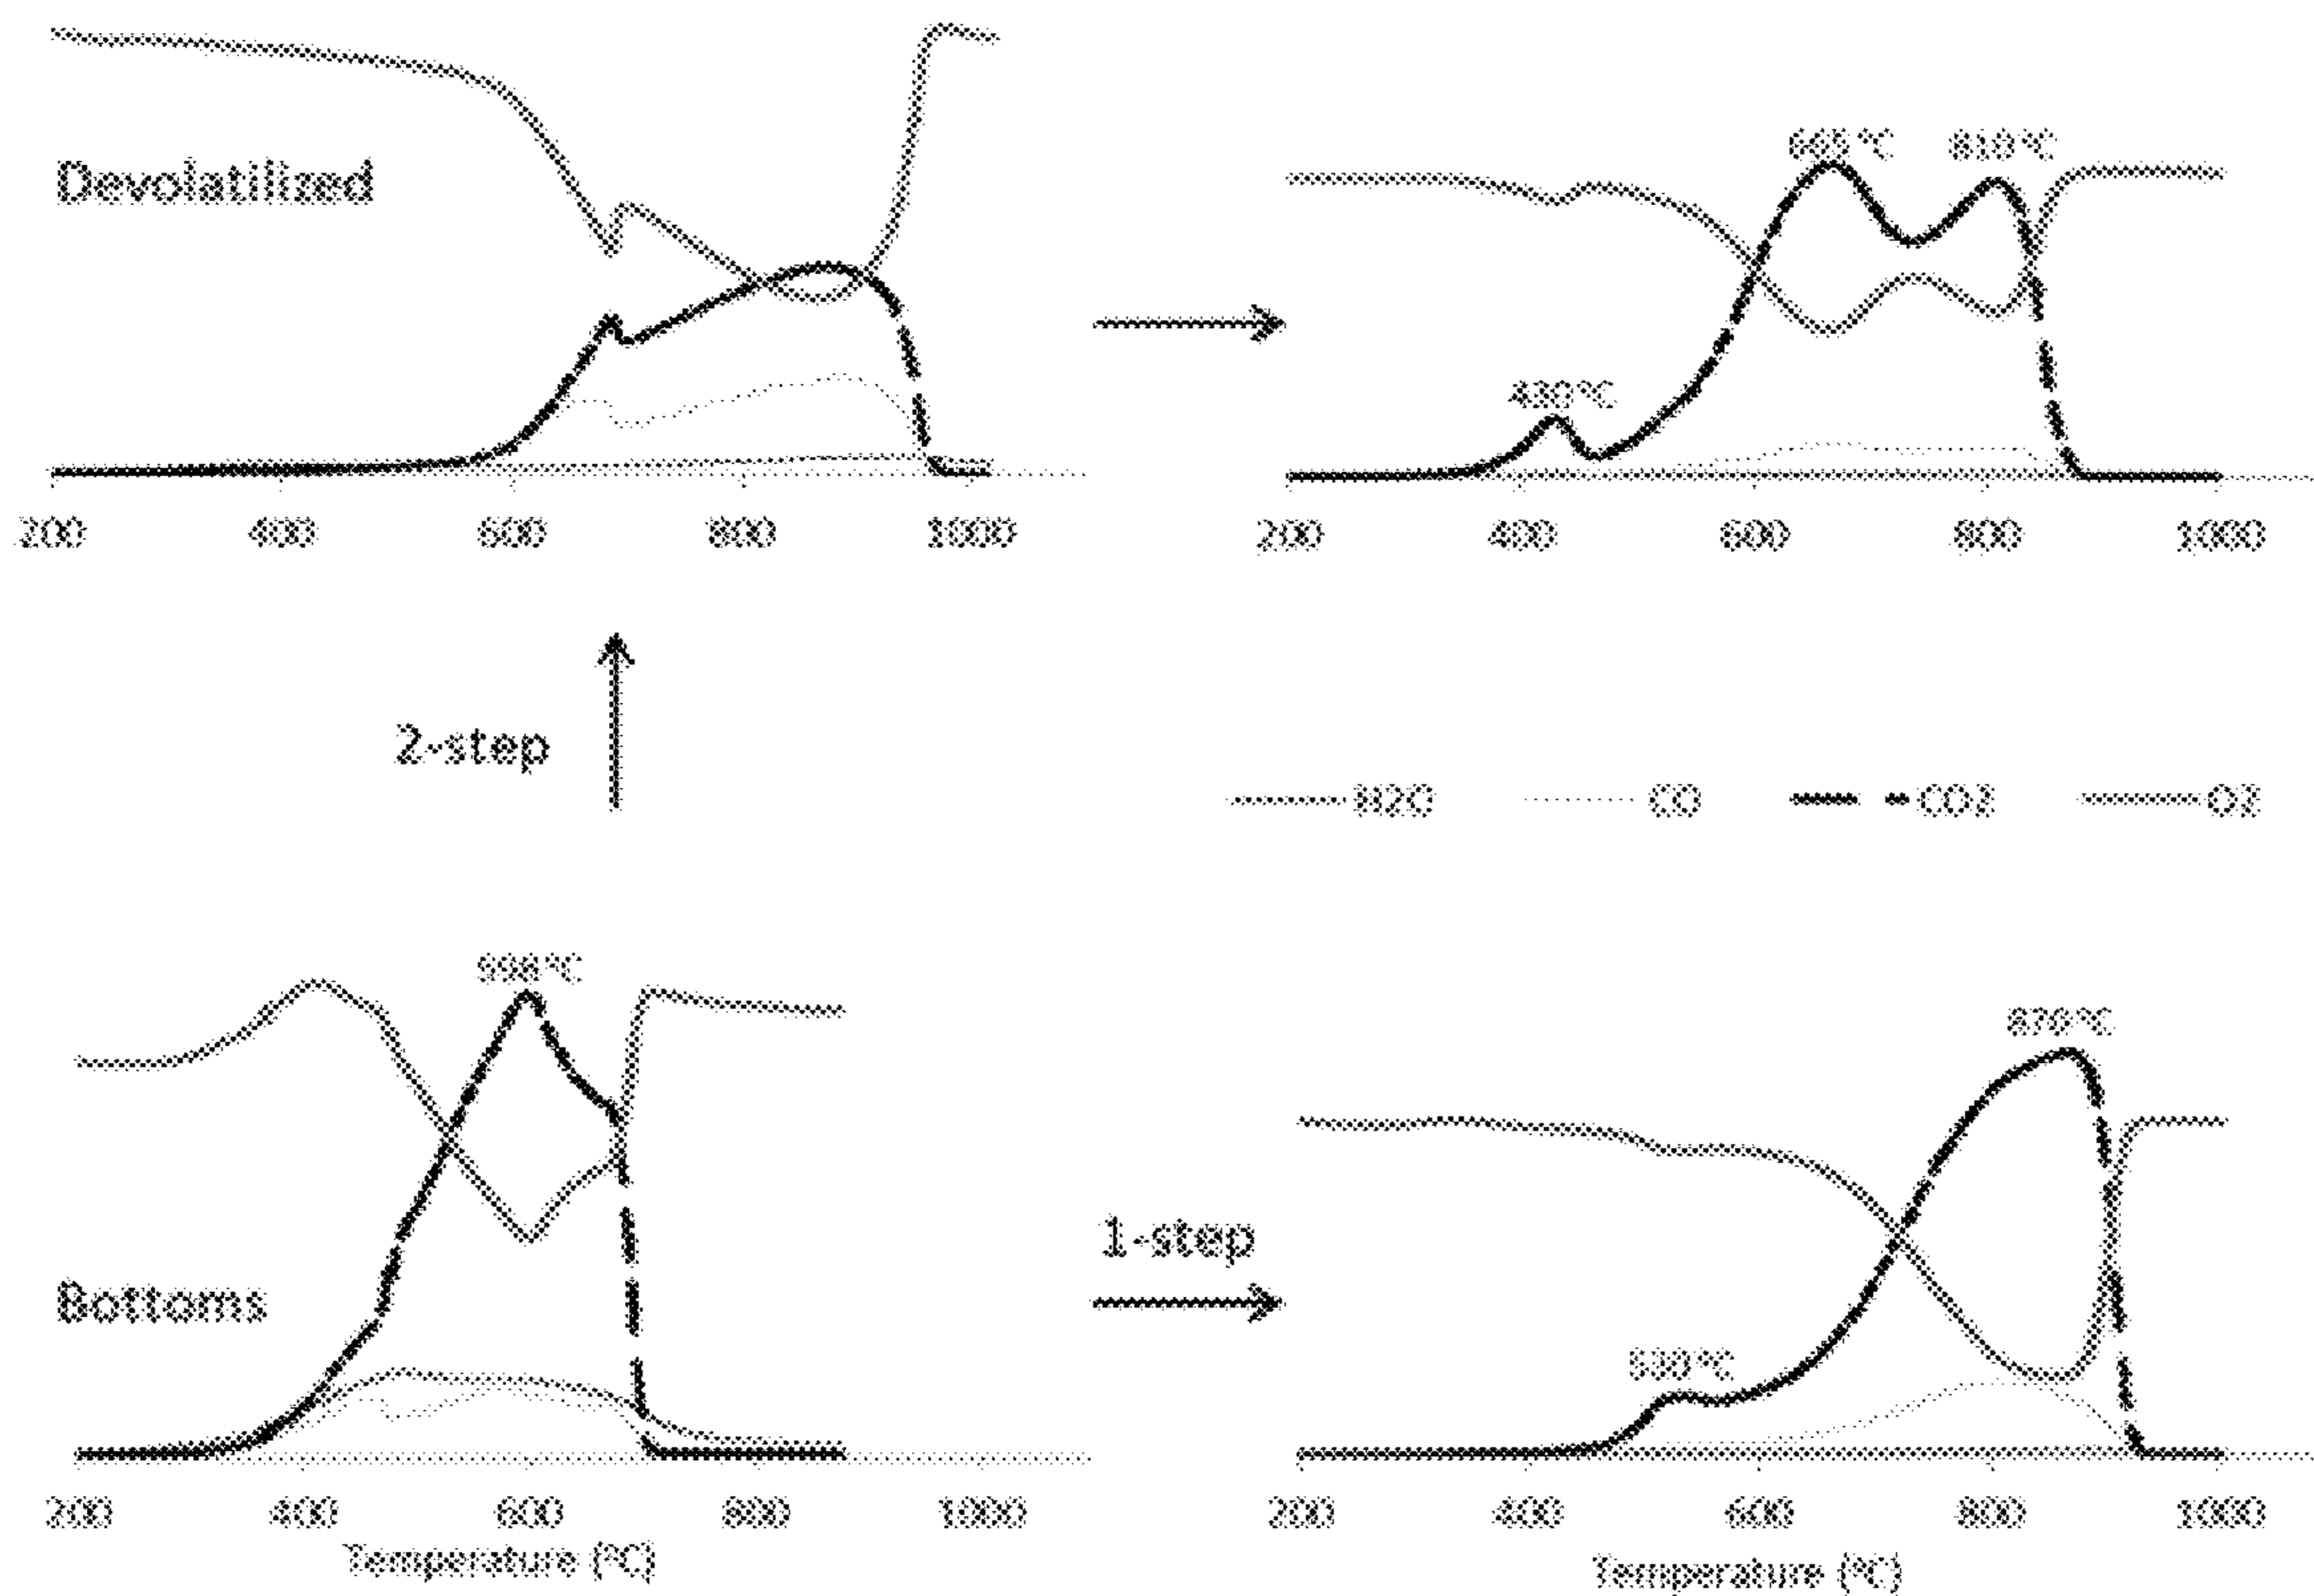 Devolatilized
200 400 600 800 1000
665°C 810°C
430°C
200 400 600 800 1000
2-step
H2O CO CO2 O2
598°C
Bottoms
200 400 600 800 1000
Temperature (°C)
1-step
870°C
530°C
200 400 600 800 1000
Temperature (°C)